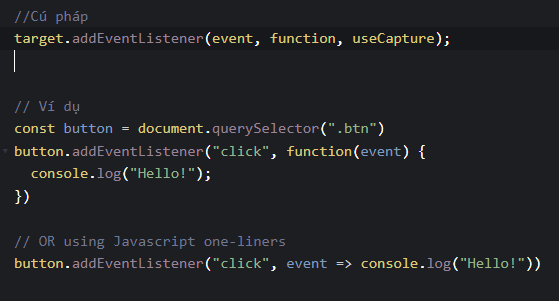 //Cú pháp
target.addEventListener(event, function, useCapture);
// Ví dụ
const button = document.querySelector(".btn")
button.addEventListener("click", function(event) {
  console.log("Hello!");
})
// OR using Javascript one-liners
button.addEventListener("click", event => console.log("Hello!"))